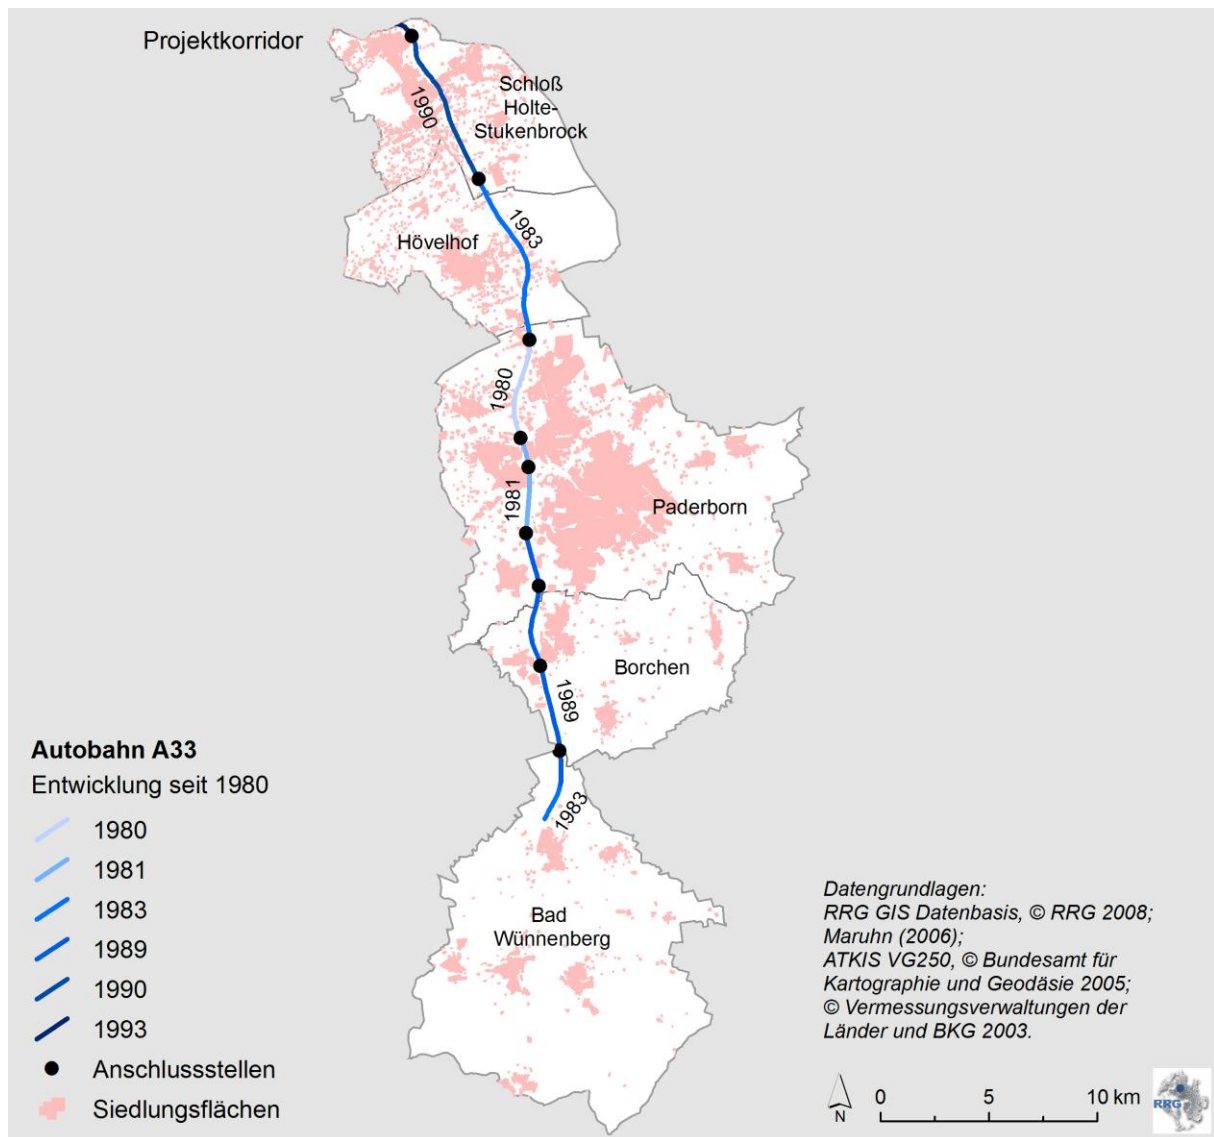 Projektkorridor
Schloß
Holte-
Stukenbrock
1990
1983
Hövelhof
1980
1981
Paderborn
Borchen
1989
1983
Bad
Wünnenberg
Autobahn A33
Entwicklung seit 1980
1980
1981
1983
1989
1990
1993
Anschlussstellen
Siedlungsflächen
Datengrundlagen:
RRG GIS Datenbasis, © RRG 2008;
Maruhn (2006);
ATKIS VG250, © Bundesamt für
Kartographie und Geodäsie 2005;
© Vermessungsverwaltungen der
Länder und BKG 2003.
N
0 5 10 km
RRG